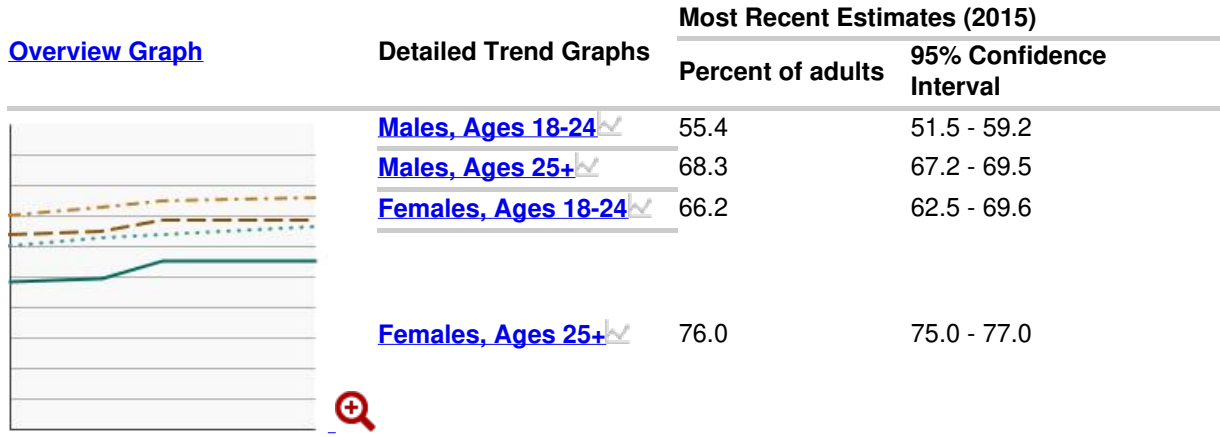 Most Recent Estimates (2015)
Overview Graph Detailed Trend Graphs Percent of adults 95% Confidence
Interval
Males, Ages 18-24 55.4 51.5 - 59.2
Males, Ages 25+ 68.3 67.2 - 69.5
Females, Ages 18-24 66.2 62.5 - 69.6
Females, Ages 25+ 76.0 75.0 - 77.0